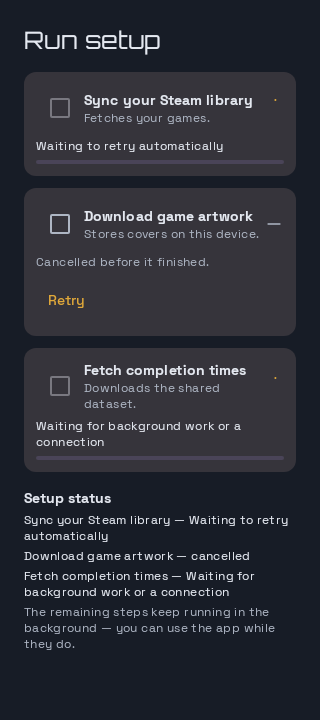 Run setup
Sync your Steam library
Fetches your games.
Waiting to retry automatically
Download game artwork
Stores covers on this device.
Cancelled before it finished.
Retry
Fetch completion times
Downloads the shared
dataset.
Waiting for background work or a
connection
Setup status
Sync your Steam library — Waiting to retry
automatically
Download game artwork — cancelled
Fetch completion times — Waiting for
background work or a connection
The remaining steps keep running in the
background — you can use the app while
they do.